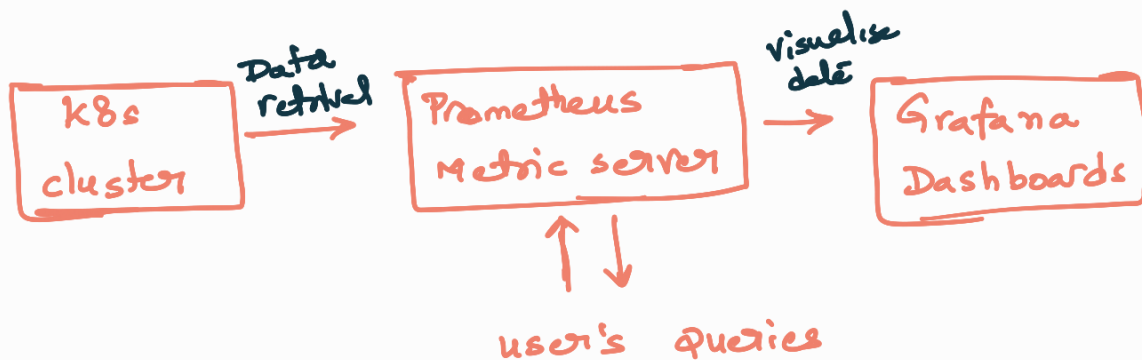 K8s
cluster
Data
retrival
Prometheus
Metric server
visualise
data
Grafana
Dashboards
user's queries